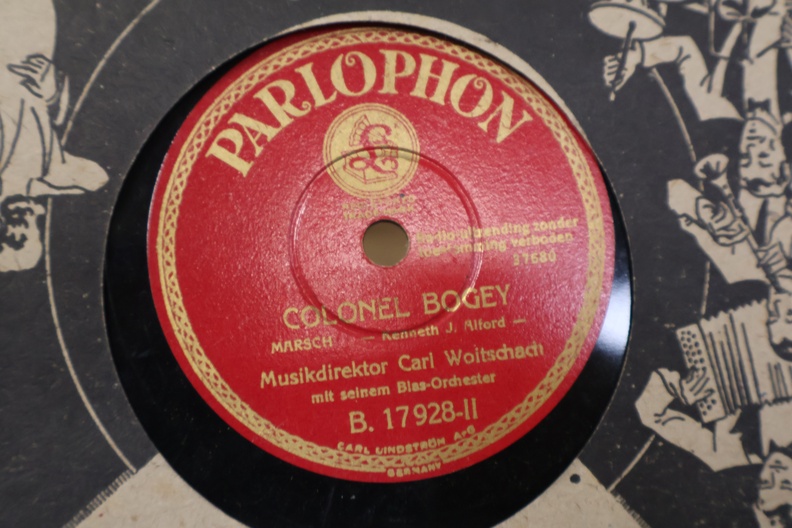 PARLOPHON
£
Radio-uitzending zonder
toestemming verboden
37580
COLONEL BOGEY
MARSCH — Kenneth J. Alford —
Musikdirektor Carl Woitschach
mit seinem Blas-Orchester
B. 17928-II
CARL LINDSTRÖM A.-G
GERMANY